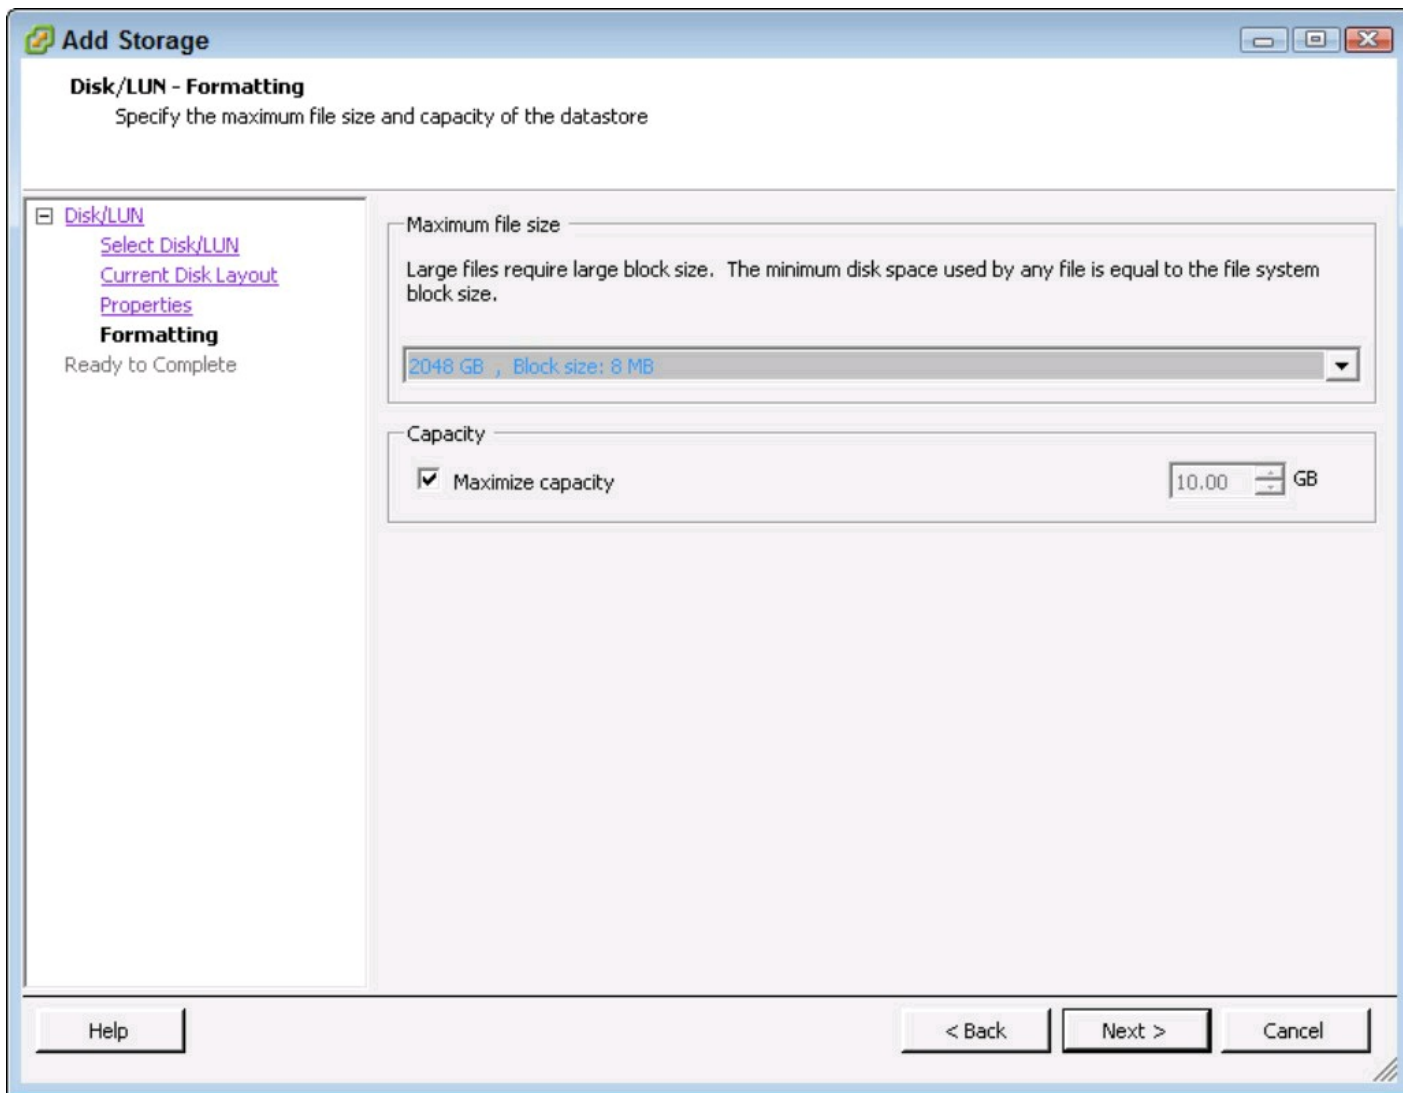 Add Storage
Disk/LUN - Formatting
Specify the maximum file size and capacity of the datastore
Disk/LUN
Select Disk/LUN
Current Disk Layout
Properties
Formatting
Ready to Complete
Maximum file size
Large files require large block size. The minimum disk space used by any file is equal to the file system
block size.
2048 GB , Block size: 8 MB
Capacity
Maximize capacity
10.00 GB
Help
< Back
Next >
Cancel